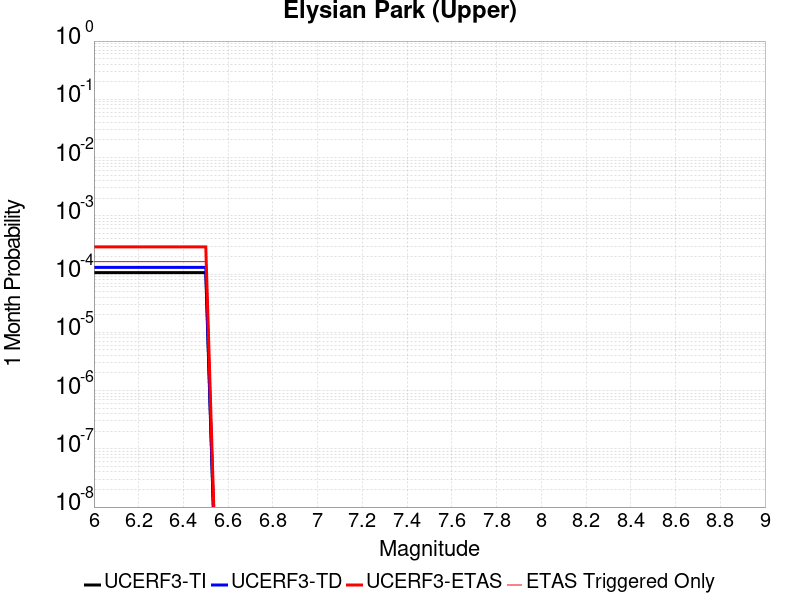 Elysian Park (Upper)
10^0
10^-1
10^-2
10^-3
10^-4
10^-5
10^-6
10^-7
10^-8
1 Month Probability
6 6.2 6.4 6.6 6.8 7 7.2 7.4 7.6 7.8 8 8.2 8.4 8.6 8.8 9
Magnitude
UCERF3-TI UCERF3-TD UCERF3-ETAS ETAS Triggered Only